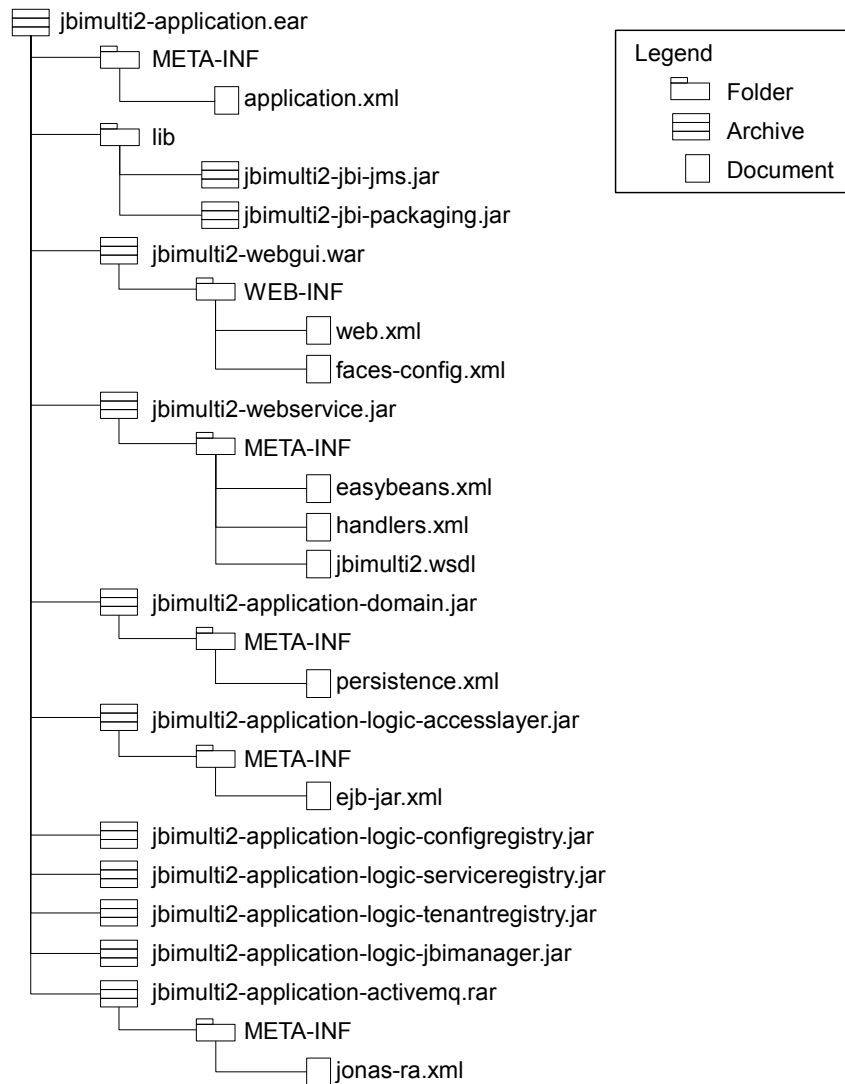 jbimulti2-application.ear
META-INF
application.xml
lib
jbimulti2-jbi-jms.jar
jbimulti2-jbi-packaging.jar
jbimulti2-webgui.war
WEB-INF
web.xml
faces-config.xml
jbimulti2-webservice.jar
META-INF
easybeans.xml
handlers.xml
jbimulti2.wsdl
jbimulti2-application-domain.jar
META-INF
persistence.xml
jbimulti2-application-logic-accesslayer.jar
META-INF
ejb-jar.xml
jbimulti2-application-logic-configregistry.jar
jbimulti2-application-logic-serviceregistry.jar
jbimulti2-application-logic-tenantregistry.jar
jbimulti2-application-logic-jbimanager.jar
jbimulti2-application-activemq.rar
META-INF
jonas-ra.xml
Legend
Folder
Archive
Document